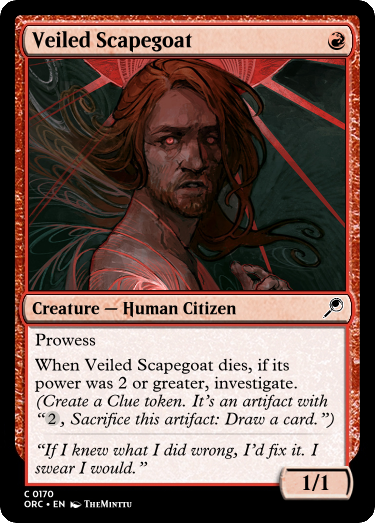 Veiled Scapegoat
Creature — Human Citizen
Prowess
When Veiled Scapegoat dies, if its
power was 2 or greater, investigate.
(Create a Clue token. It's an artifact with
“2, Sacrifice this artifact: Draw a card.”)
“If I knew what I did wrong, I'd fix it. I
swear I would.”
1/1
C 0170
ORC • EN TheMinttu